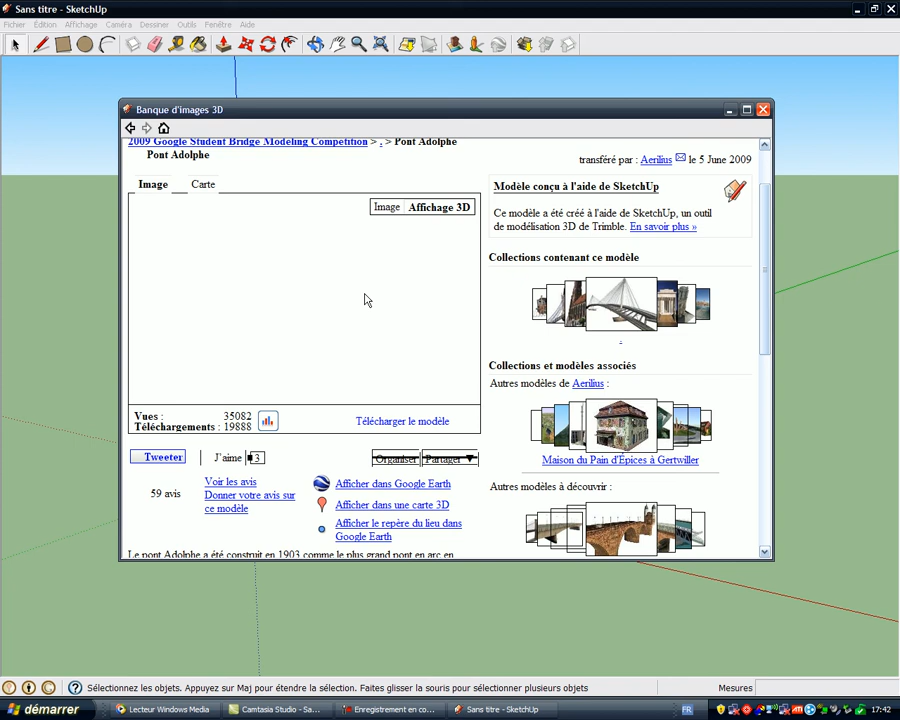 Sans titre - SketchUp
Fichier Édition Affichage Caméra Dessiner Outils Fenêtre Aide
Banque d'images 3D
2009 Google Student Bridge Modeling Competition > . > Pont Adolphe
Pont Adolphe
transféré par : Aerilius le 5 June 2009
Image Carte
Image Affichage 3D
Modèle conçu à l'aide de SketchUp
Ce modèle a été créé à l'aide de SketchUp, un outil
de modélisation 3D de Trimble. En savoir plus »
Collections contenant ce modèle
.
Collections et modèles associés
Autres modèles de Aerilius :
Maison du Pain d'Épices à Gertwiller
Autres modèles à découvrir :
Vues : 35082
Téléchargements : 19888
Télécharger le modèle
Tweeter J'aime 3 Organiser Partager
59 avis
Voir les avis
Donner votre avis sur
ce modèle
Afficher dans Google Earth
Afficher dans une carte 3D
Afficher le repère du lieu dans
Google Earth
Le pont Adolphe a été construit en 1903 comme le plus grand pont en arc en
Sélectionnez les objets. Appuyez sur Maj pour étendre la sélection. Faites glisser la souris pour sélectionner plusieurs objets
Mesures
démarrer
Lecteur Windows Media
Camtasia Studio - Sa...
Enregistrement en co...
Sans titre - SketchUp
FR
17:42